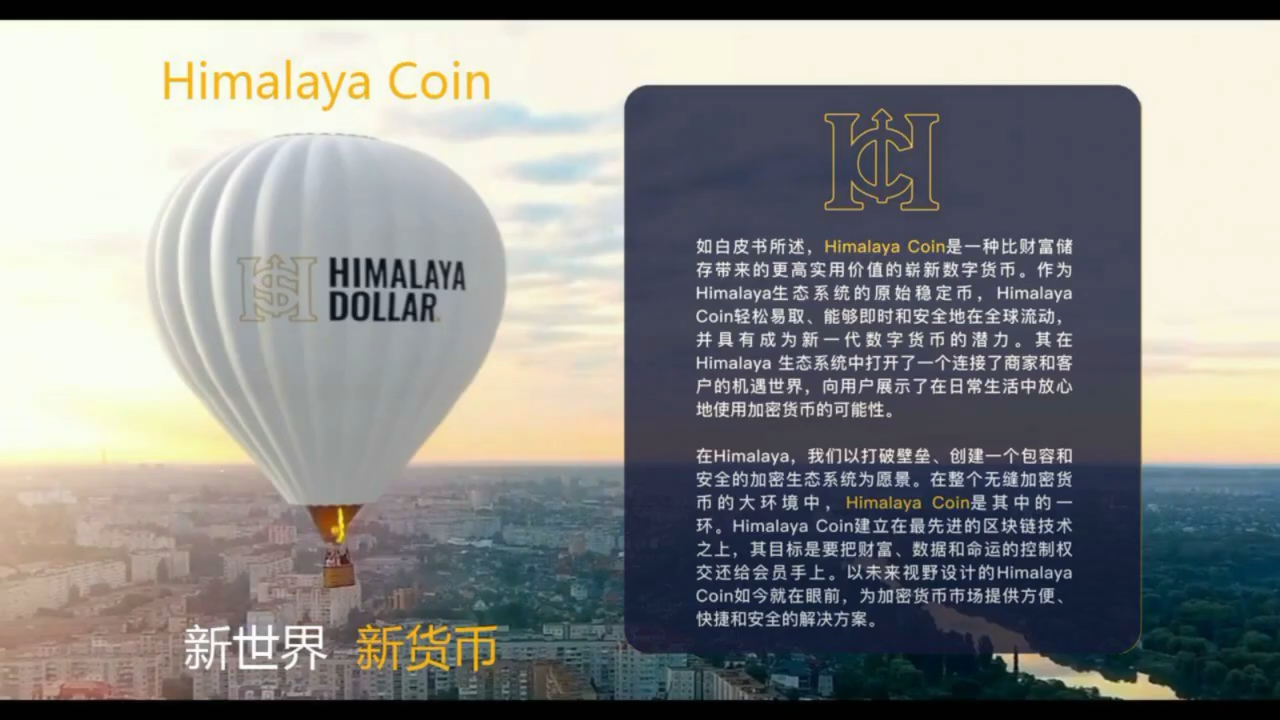 Himalaya Coin
HIMALAYA
DOLLAR
新世界 新货币
如白皮书所述，Himalaya Coin是一种比财富储
存带来的更高实用价值的崭新数字货币。作为
Himalaya生态系统的原始稳定币，Himalaya
Coin轻松易取、能够即时和安全地在全球流动，
并具有成为新一代数字货币的潜力。其在
Himalaya 生态系统中打开了一个连接了商家和客
户的机遇世界，向用户展示了在日常生活中放心
地使用加密货币的可能性。
在Himalaya，我们以打破壁垒、创建一个包容和
安全的加密生态系统为愿景。在整个无缝加密货
币的大环境中，Himalaya Coin是其中的一
环。Himalaya Coin建立在最先进的区块链技术
之上，其目标是要把财富、数据和命运的控制权
交还给会员手上。以未来视野设计的Himalaya
Coin如今就在眼前，为加密货币市场提供方便、
快捷和安全的解决方案。